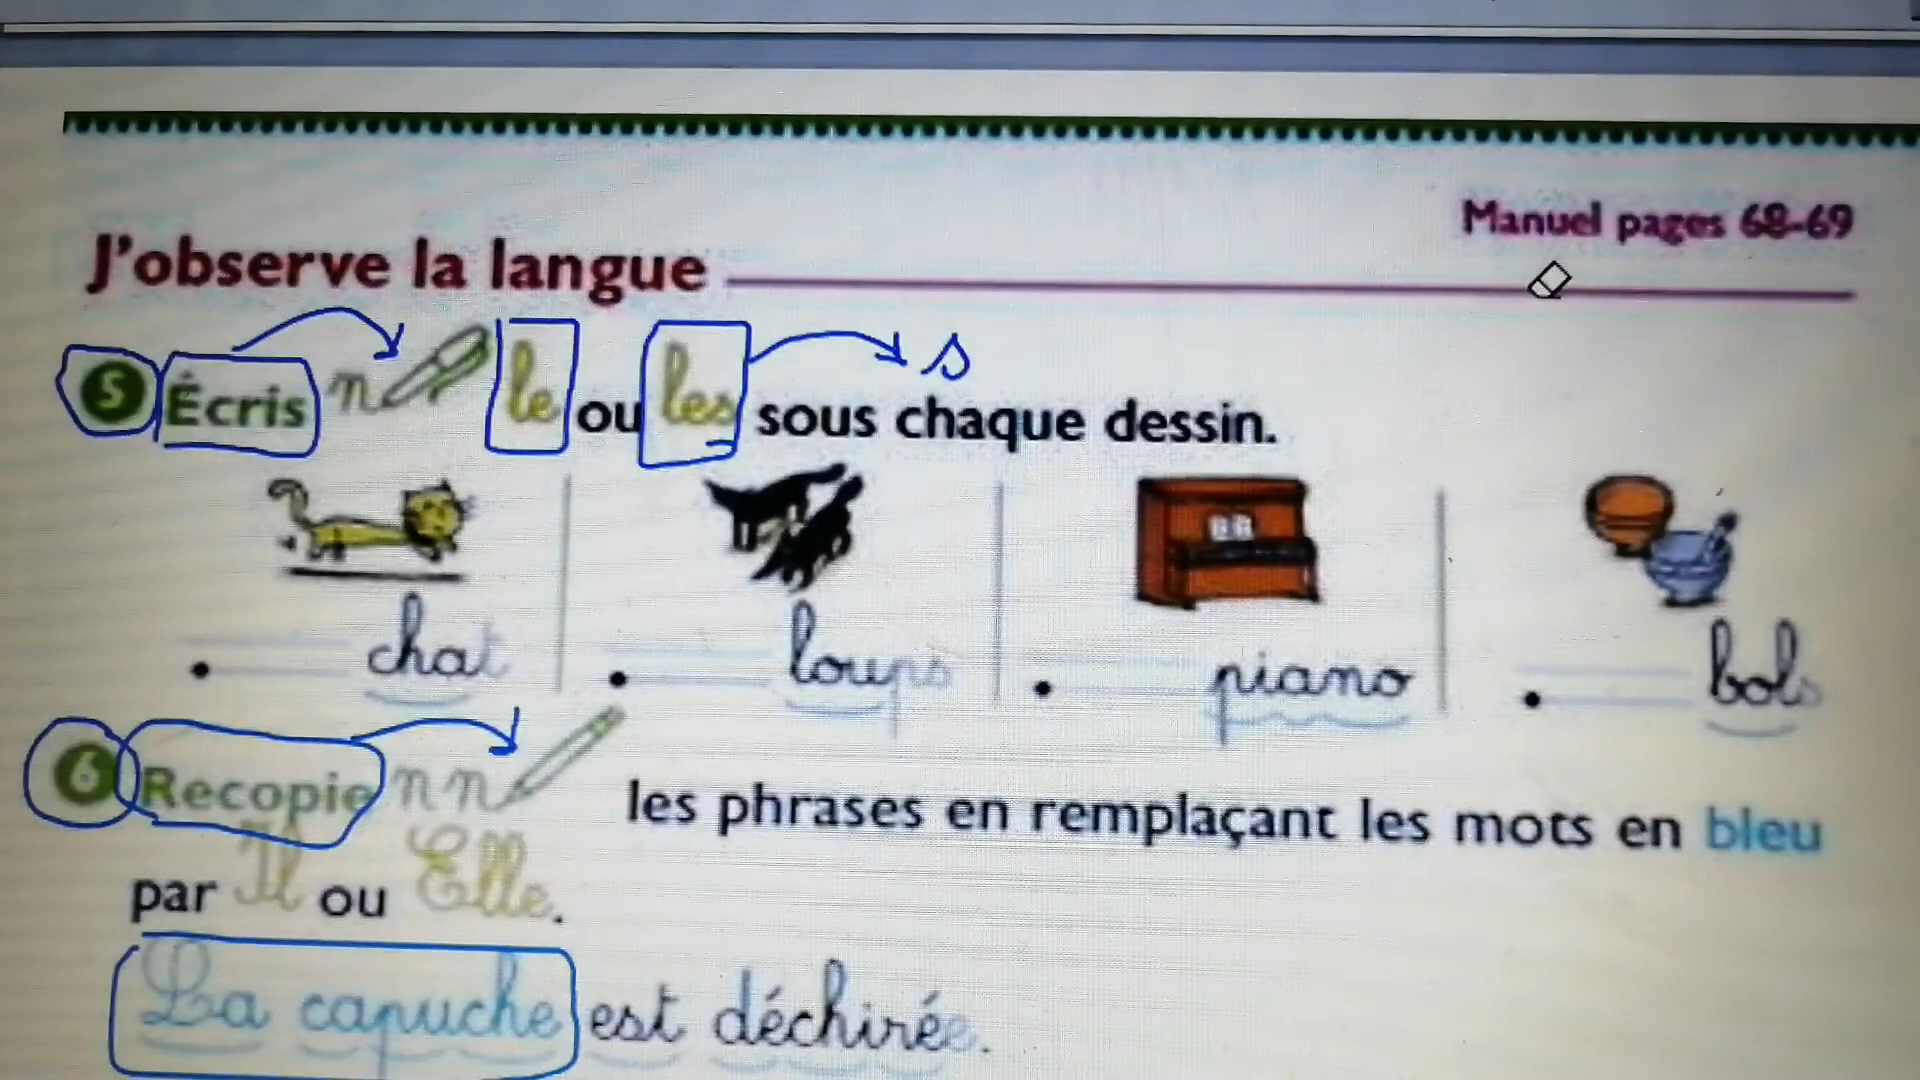 Manuel pages 68-69
J'observe la langue
5 Écris n le ou les s sous chaque dessin.
chat loups piano bols
6 Recopie n n les phrases en remplaçant les mots en bleu
par Il ou Elle.
La capuche est déchirée.